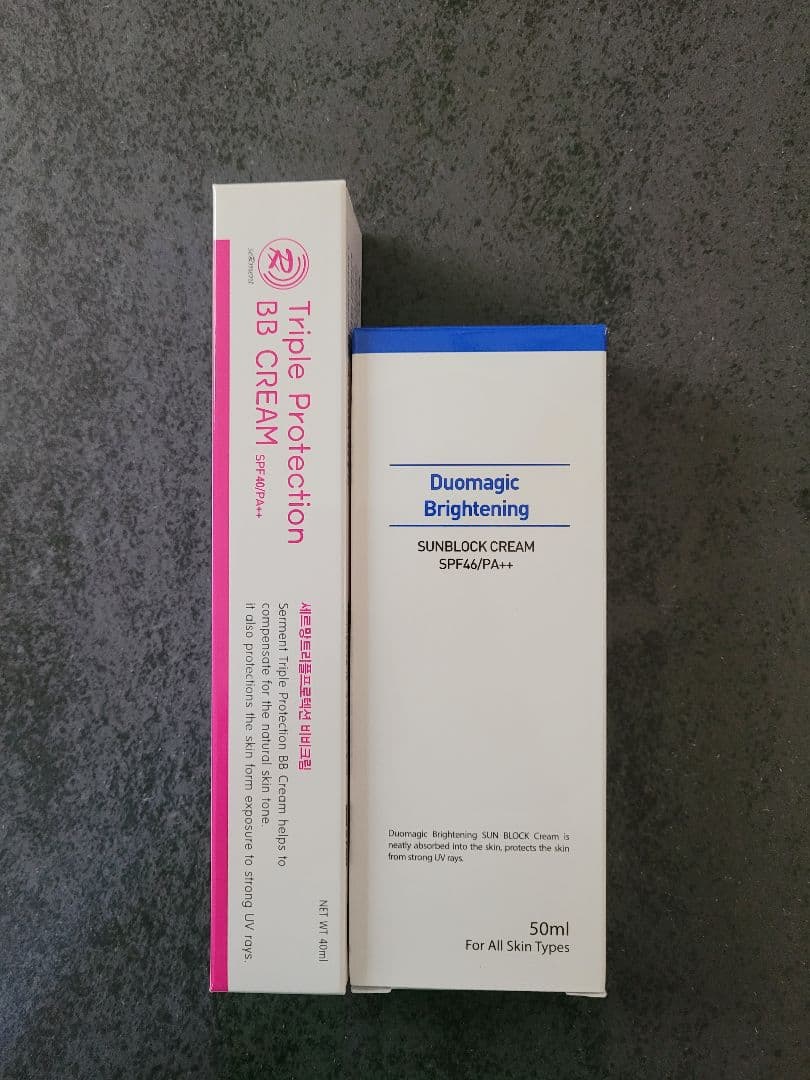 serment
Triple Protection
BB CREAM SPF40/PA++
세르망트리플프로텍션 비비크림
Serment Triple Protection BB Cream helps to
compensate for the natural skin tone.
it also protections the skin form exposure to strong UV rays.
NET WT 40ml
Duomagic
Brightening
SUNBLOCK CREAM
SPF46/PA++
Duomagic Brightening SUN BLOCK Cream is
neatly absorbed into the skin, protects the skin
from strong UV rays.
50ml
For All Skin Types